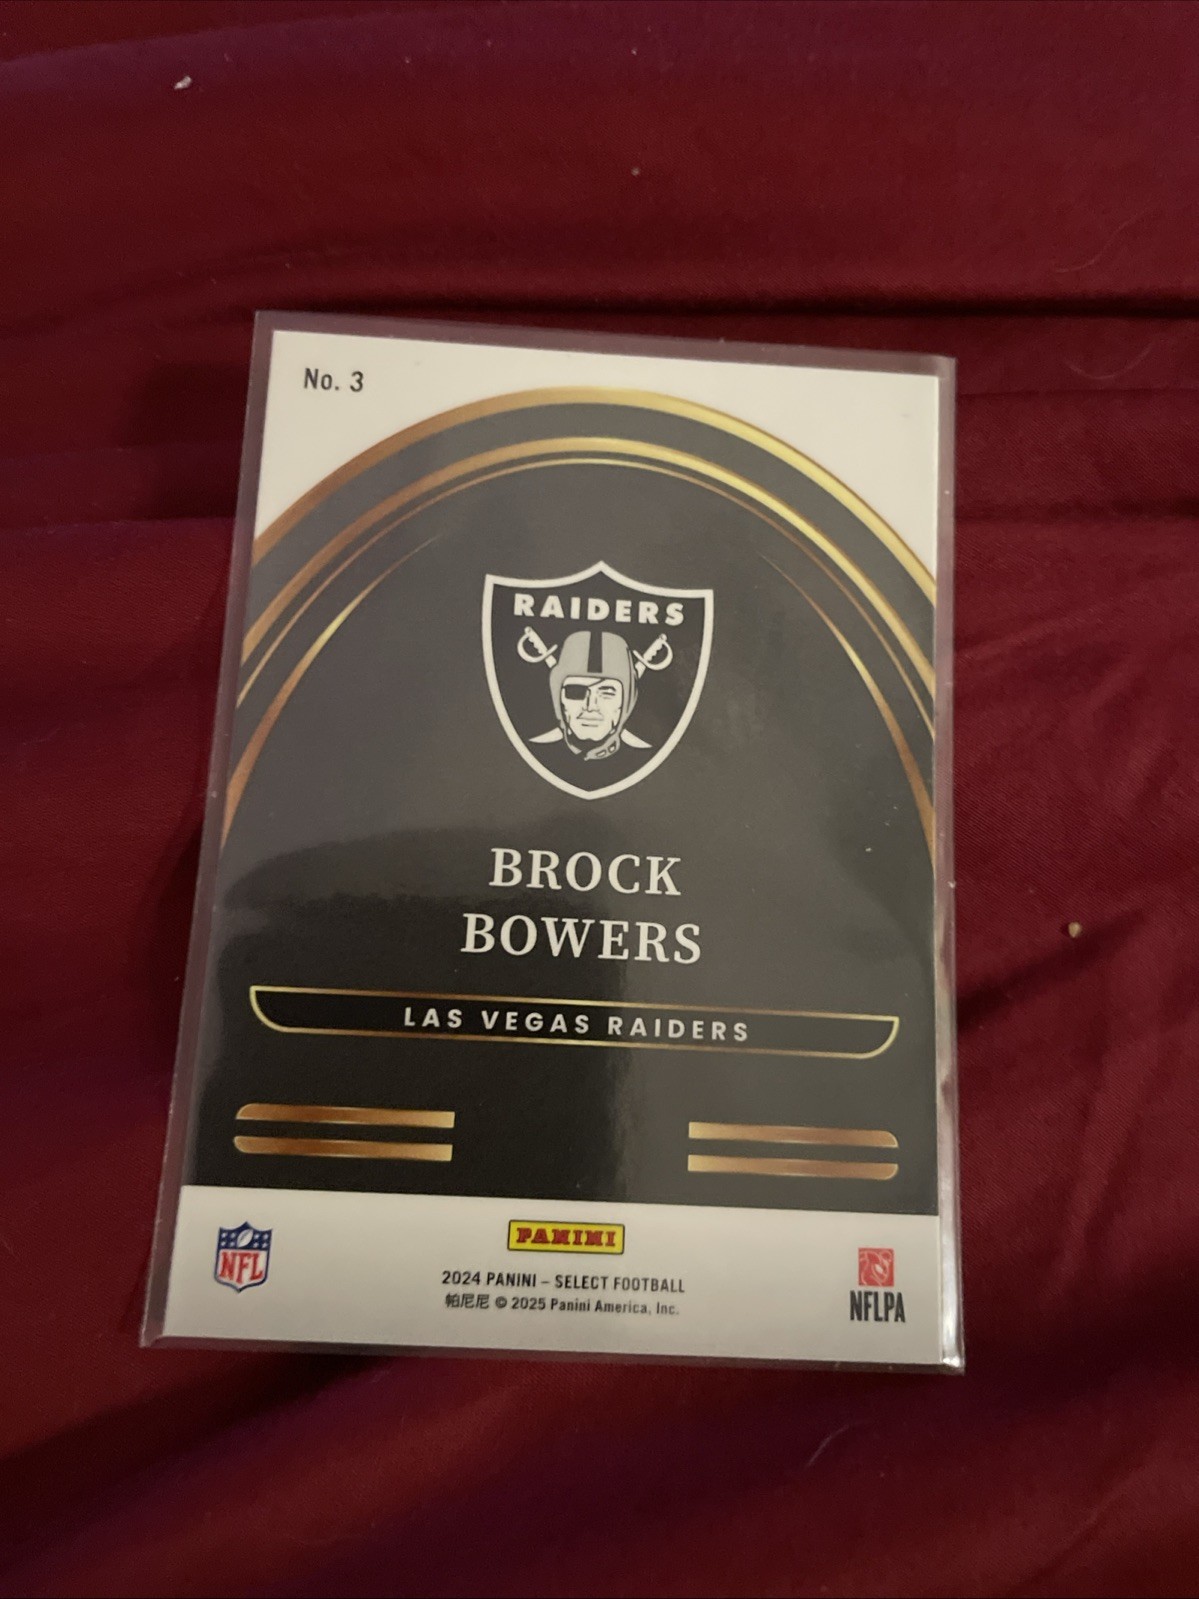 No. 3
RAIDERS
BROCK
BOWERS
LAS VEGAS RAIDERS
PANINI
NFL
2024 PANINI – SELECT FOOTBALL
帕尼尼 © 2025 Panini America, Inc.
NFLPA